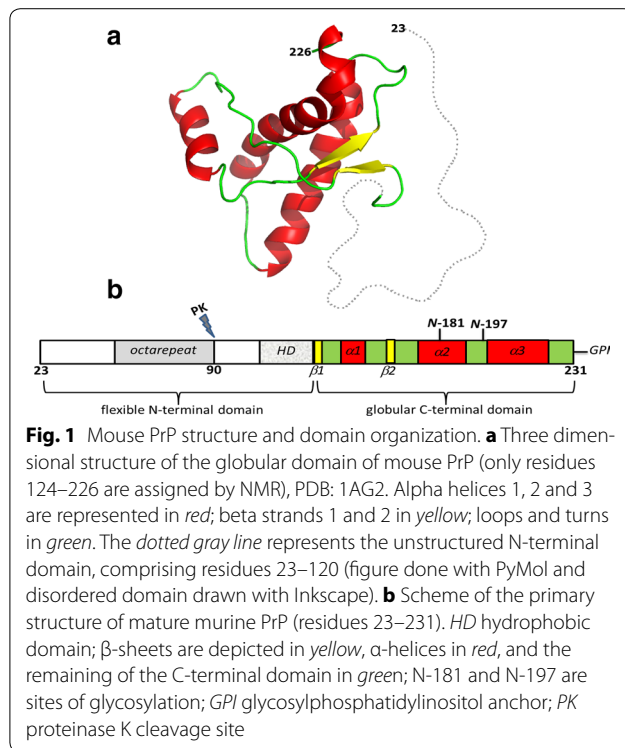 a
23
226
b
PK
N-181 N-197
octarepeat HD α1 α2 α3 GPI
23 90 β1 β2 231
flexible N-terminal domain globular C-terminal domain
Fig. 1 Mouse PrP structure and domain organization. a Three dimen-
sional structure of the globular domain of mouse PrP (only residues
124–226 are assigned by NMR), PDB: 1AG2. Alpha helices 1, 2 and 3
are represented in red; beta strands 1 and 2 in yellow; loops and turns
in green. The dotted gray line represents the unstructured N-terminal
domain, comprising residues 23–120 (figure done with PyMol and
disordered domain drawn with Inkscape). b Scheme of the primary
structure of mature murine PrP (residues 23–231). HD hydrophobic
domain; β-sheets are depicted in yellow, α-helices in red, and the
remaining of the C-terminal domain in green; N-181 and N-197 are
sites of glycosylation; GPI glycosylphosphatidylinositol anchor; PK
proteinase K cleavage site